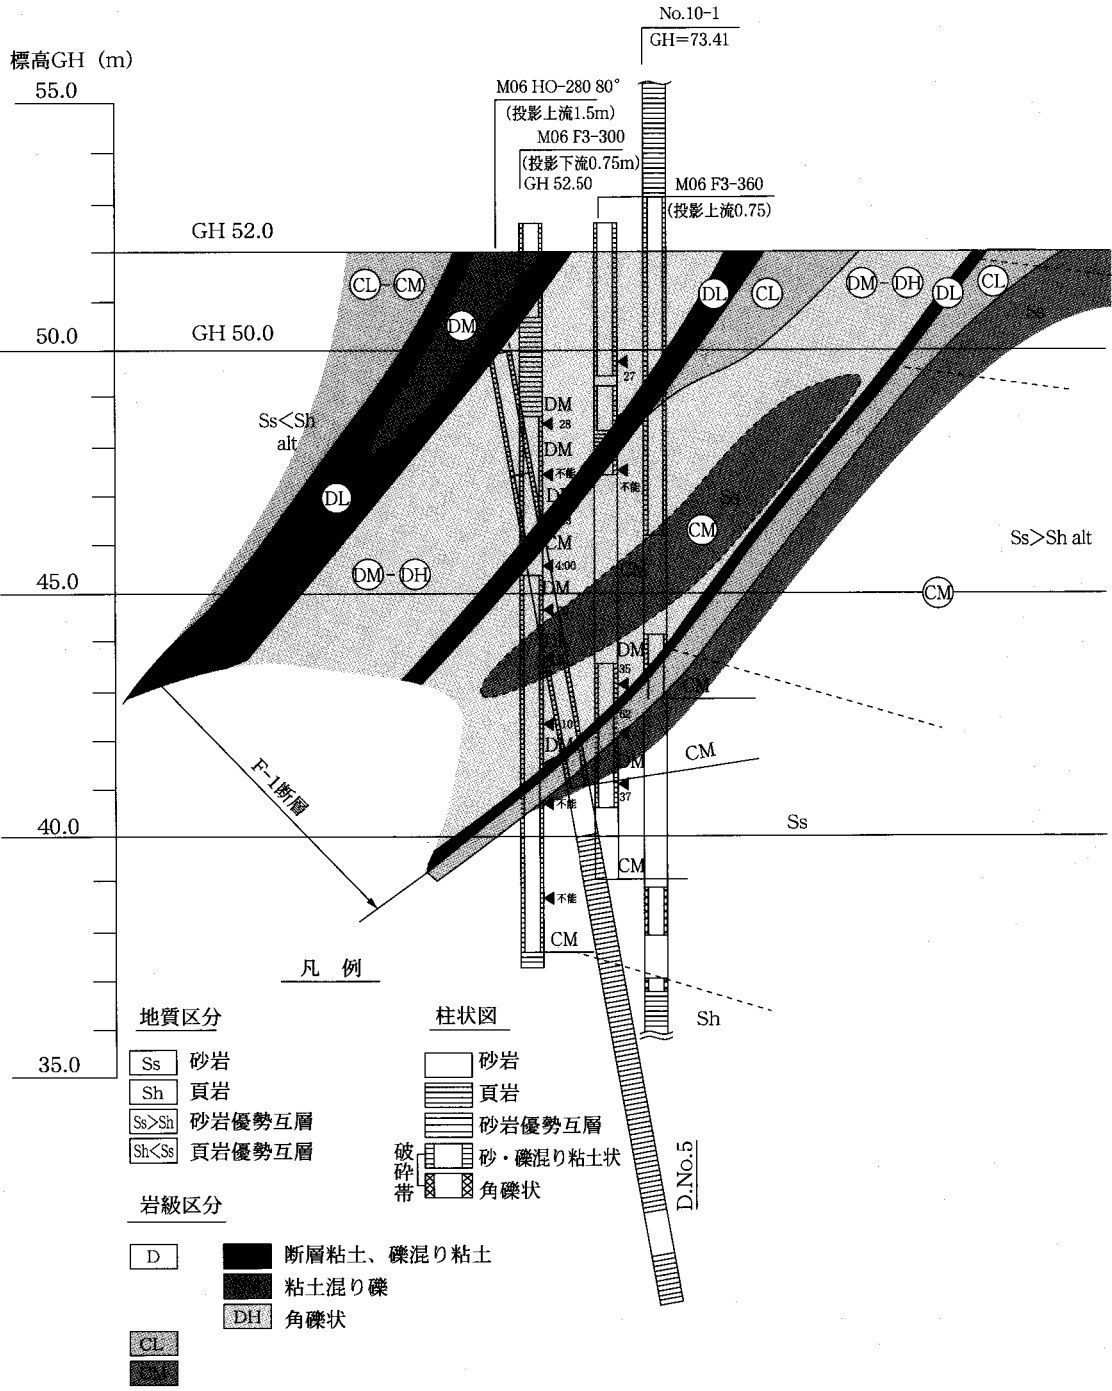 No.10-1
GH=73.41
標高GH (m)
55.0
M06 HO-280 80°
(投影上流1.5m)
M06 F3-300
(投影下流0.75m)
GH 52.50
M06 F3-360
(投影上流0.75)
GH 52.0
CL-CM
DM
DL
CL
DM-DH
DL
CL
Ss
50.0
GH 50.0
27
DM
28
Ss<Sh
alt
DM
不能
不能
DL
Ss
CM
CM
Ss>Sh alt
4:00
DM-DH
CM
DM
45.0
CM
DM
35
DM
62
10
DM
CM
DM
F-1断層
37
不能
40.0
Ss
CM
不能
CM
凡 例
Sh
地質区分
Ss 砂岩
Sh 頁岩
Ss>Sh 砂岩優勢互層
Sh<Ss 頁岩優勢互層
35.0
柱状図
砂岩
頁岩
砂岩優勢互層
破砕帯
砂・礫混り粘土状
角礫状
D.No.5
岩級区分
D
断層粘土、礫混り粘土
粘土混り礫
DH 角礫状
CL
CM